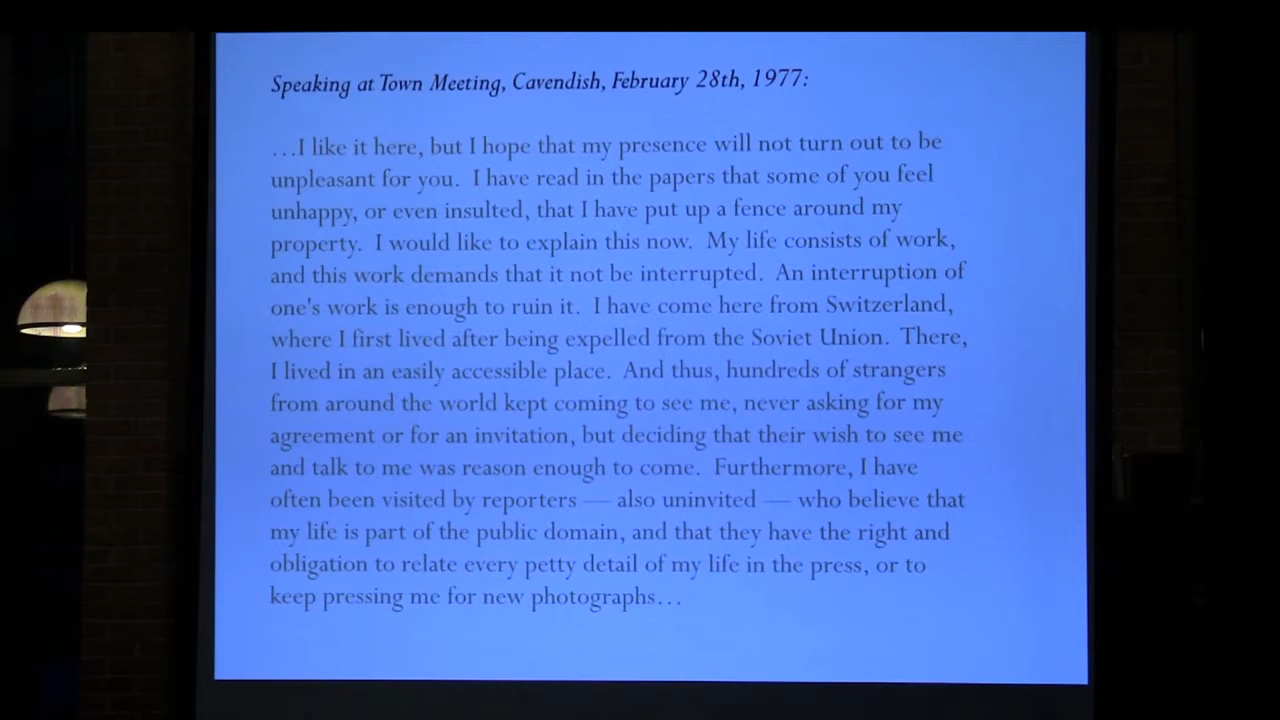 Speaking at Town Meeting, Cavendish, February 28th, 1977:
…I like it here, but I hope that my presence will not turn out to be
unpleasant for you. I have read in the papers that some of you feel
unhappy, or even insulted, that I have put up a fence around my
property. I would like to explain this now. My life consists of work,
and this work demands that it not be interrupted. An interruption of
one's work is enough to ruin it. I have come here from Switzerland,
where I first lived after being expelled from the Soviet Union. There,
I lived in an easily accessible place. And thus, hundreds of strangers
from around the world kept coming to see me, never asking for my
agreement or for an invitation, but deciding that their wish to see me
and talk to me was reason enough to come. Furthermore, I have
often been visited by reporters — also uninvited — who believe that
my life is part of the public domain, and that they have the right and
obligation to relate every petty detail of my life in the press, or to
keep pressing me for new photographs…